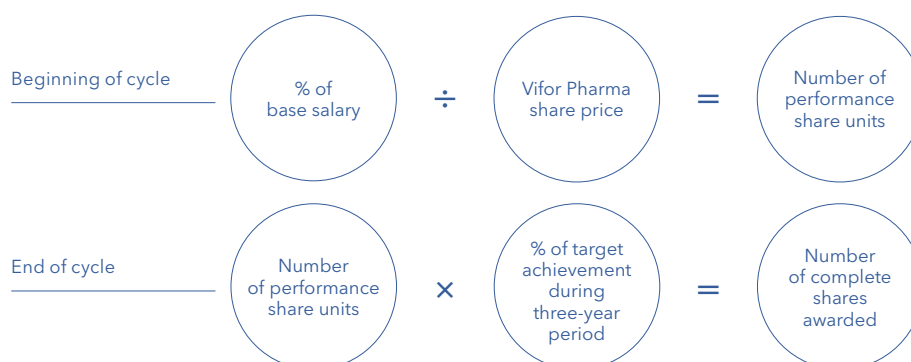 Beginning of cycle
% of
base salary
÷
Vifor Pharma
share price
=
Number of
performance
share units
End of cycle
Number
of performance
share units
×
% of target
achievement
during
three-year
period
=
Number
of complete
shares
awarded